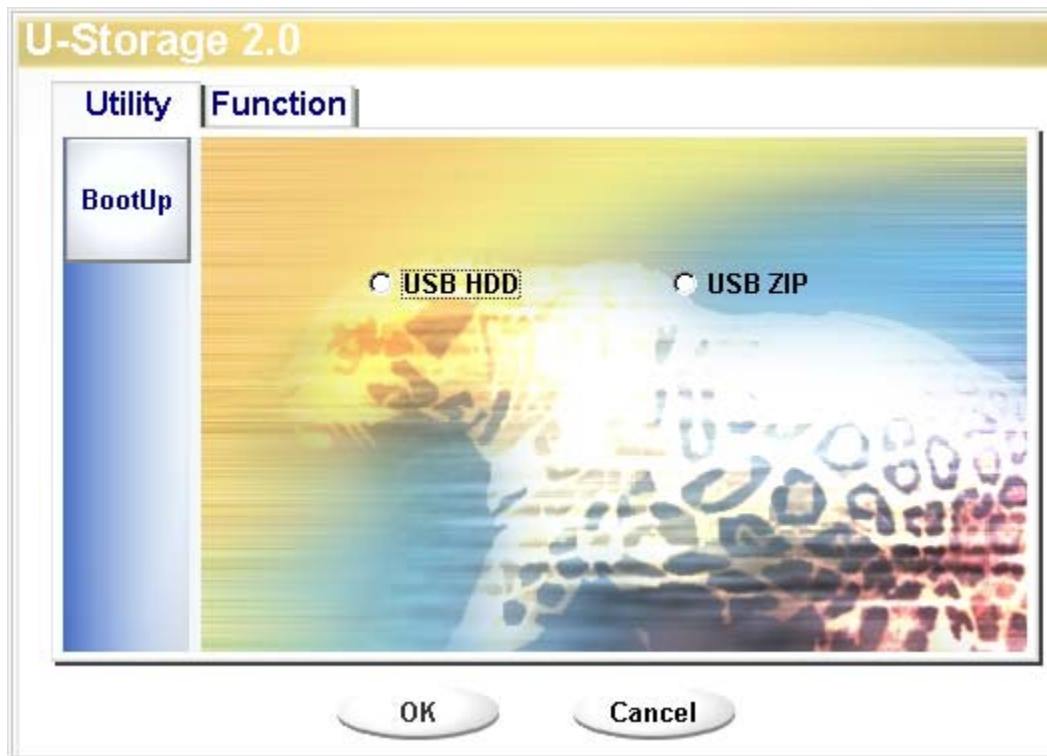 U-Storage 2.0
Utility Function
BootUp
USB HDD USB ZIP
OK Cancel